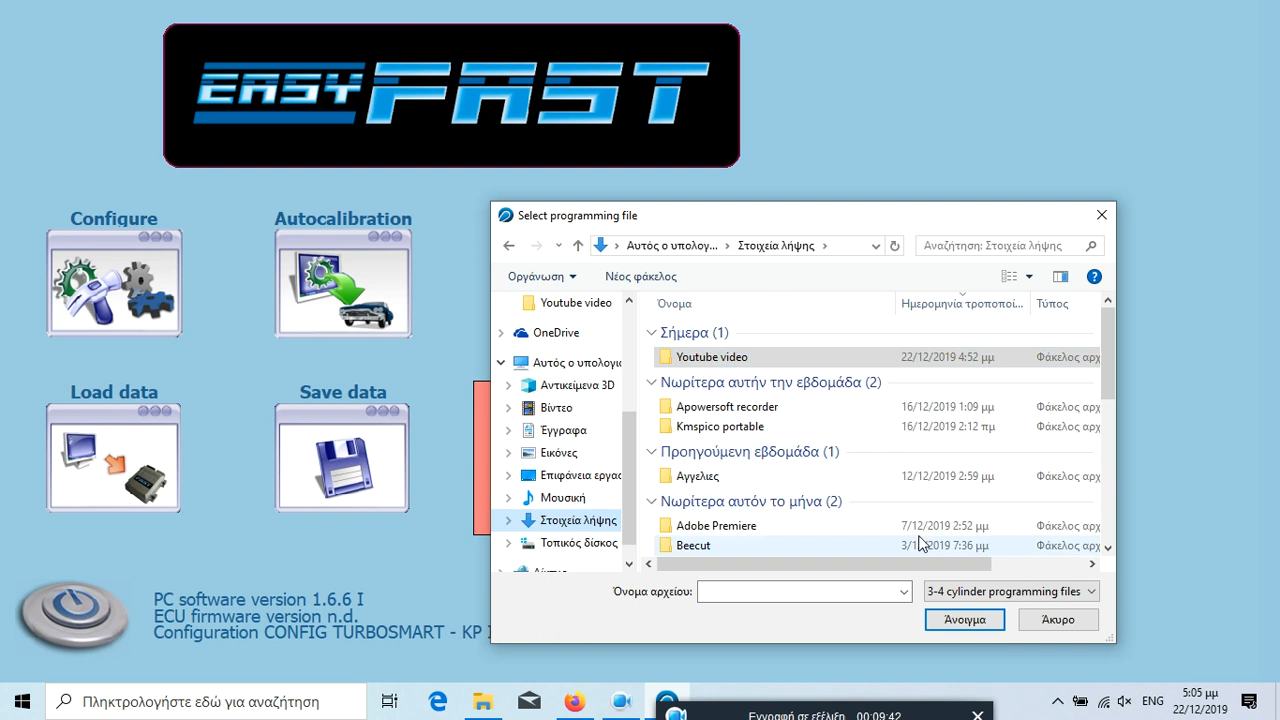 EASY FAST
Configure
Autocalibration
Load data
Save data
PC software version 1.6.6 I
ECU firmware version n.d.
Configuration CONFIG TURBOSMART - KP
Select programming file
Αυτός ο υπολογ...
Στοιχεία λήψης
Αναζήτηση: Στοιχεία λήψης
Οργάνωση
Νέος φάκελος
Youtube video
OneDrive
Αυτός ο υπολογι
Αντικείμενα 3D
Βίντεο
Έγγραφα
Εικόνες
Επιφάνεια εργασ
Μουσική
Στοιχεία λήψης
Τοπικός δίσκος
Όνομα
Ημερομηνία τροποποί...
Τύπος
Σήμερα (1)
Youtube video 22/12/2019 4:52 μμ Φάκελος αρχ
Νωρίτερα αυτήν την εβδομάδα (2)
Apowersoft recorder 16/12/2019 1:09 μμ Φάκελος αρχ
Kmspico portable 16/12/2019 2:12 πμ Φάκελος αρχ
Προηγούμενη εβδομάδα (1)
Αγγελιες 12/12/2019 2:59 μμ Φάκελος αρχ
Νωρίτερα αυτόν το μήνα (2)
Adobe Premiere 7/12/2019 2:52 μμ Φάκελος αρχ
Beecut 3/1 2019 7:36 μμ Φάκελος αρχ
Όνομα αρχείου:
3-4 cylinder programming files
Άνοιγμα
Άκυρο
Πληκτρολογήστε εδώ για αναζήτηση
ENG
5:05 μμ
22/12/2019
Εγγραφή σε εξέλιξη 00:09:42